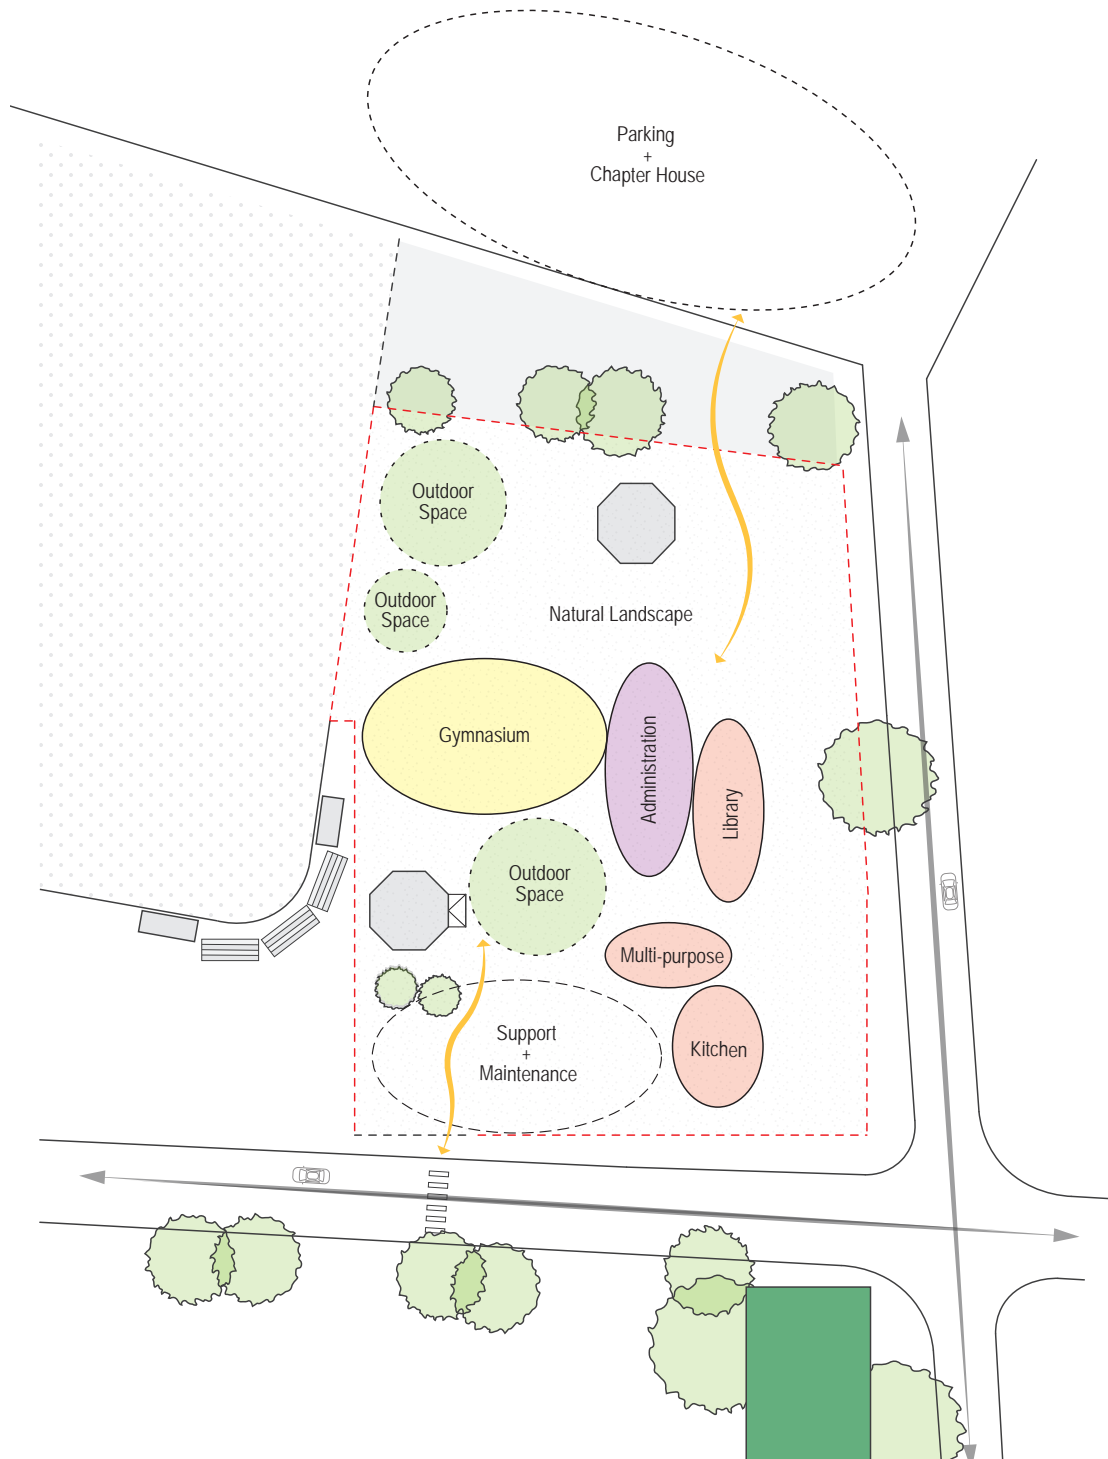 Parking
+
Chapter House
Outdoor
Space
Outdoor
Space
Natural Landscape
Gymnasium
Administration
Library
Outdoor
Space
Multi-purpose
Support
+
Maintenance
Kitchen